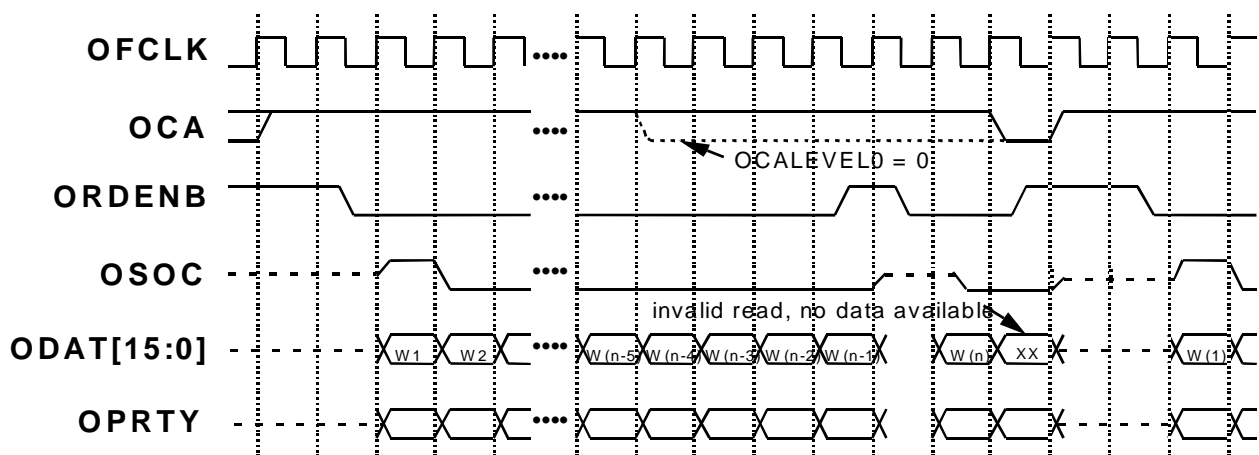 OFCLK
OCA
OCALEVEL0 = 0
ORDENB
OSOC
invalid read, no data available
ODAT[15:0] W1 W2 W(n-5) W(n-4) W(n-3) W(n-2) W(n-1) W(n) XX W(1)
OPRTY